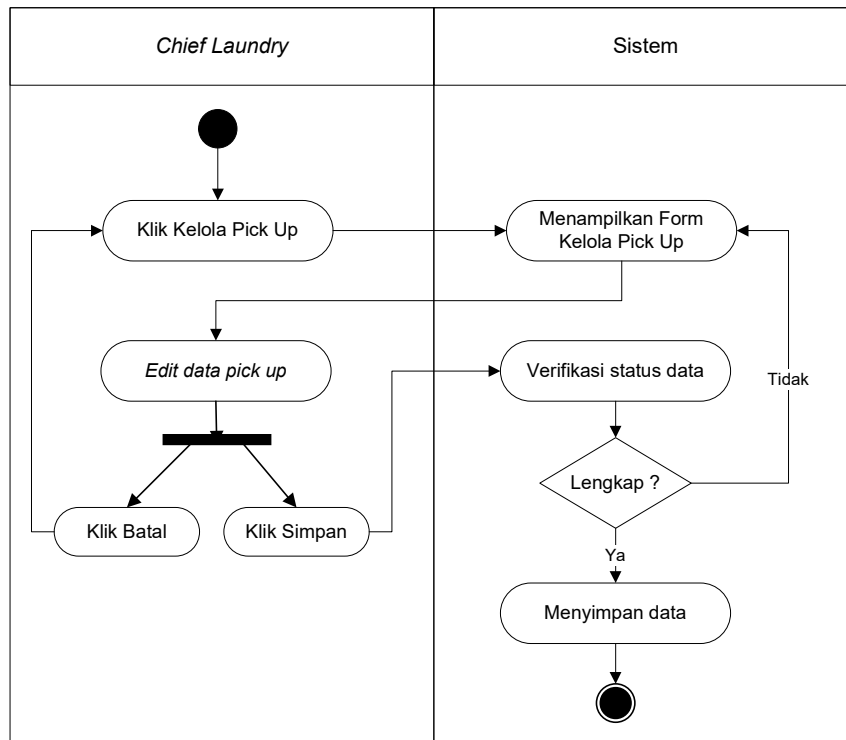 Chief Laundry
Sistem
Klik Kelola Pick Up
Menampilkan Form
Kelola Pick Up
Edit data pick up
Verifikasi status data
Tidak
Lengkap ?
Klik Batal
Klik Simpan
Ya
Menyimpan data